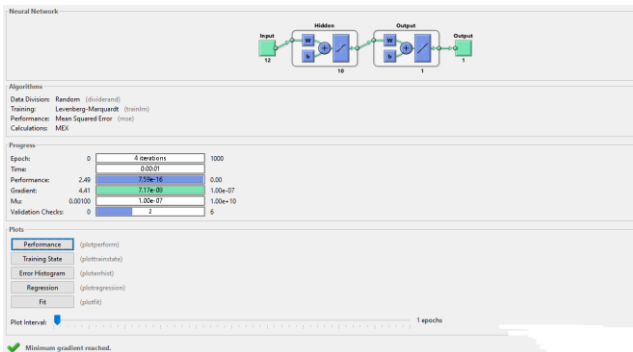 Neural Network
Hidden Output
Input Output
W W
b b
12 10 1 1
Algorithms
Data Division: Random (dividerand)
Training: Levenberg-Marquardt (trainlm)
Performance: Mean Squared Error (mse)
Calculations: MEX
Progress
Epoch: 0 4 iterations 1000
Time: 0:00:01
Performance: 2.49 7.59e-16 0.00
Gradient: 4.41 7.17e-09 1.00e-07
Mu: 0.00100 1.00e-07 1.00e+10
Validation Checks: 0 2 6
Plots
Performance (plotperform)
Training State (plottrainstate)
Error Histogram (ploterrhist)
Regression (plotregression)
Fit (plotfit)
Plot Interval: 1 epochs
Minimum gradient reached.